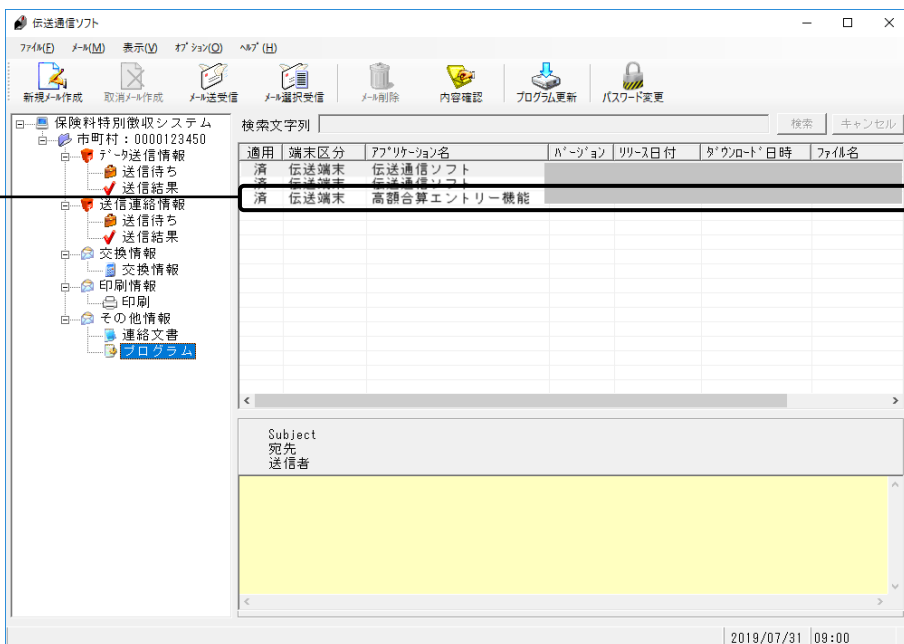 伝送通信ソフト
ファイル(F) メール(M) 表示(V) オプション(O) ヘルプ(H)
新規メール作成 取消メール作成 メール送受信 メール選択受信 メール削除 内容確認 プログラム更新 パスワード変更
保険料特別徴収システム
市町村：0000123450
データ送信情報
送信待ち
送信結果
送信連絡情報
送信待ち
送信結果
交換情報
交換情報
印刷情報
印刷
その他情報
連絡文書
プログラム
検索文字列 検索 キャンセル
適用 端末区分 アプリケーション名 バージョン リリース日付 ダウンロード日時 ファイル名
済 伝送端末 伝送通信ソフト
済 伝送端末 伝送通信ソフト
済 伝送端末 高額合算エントリー機能
Subject
宛先
送信者
2019/07/31 09:00